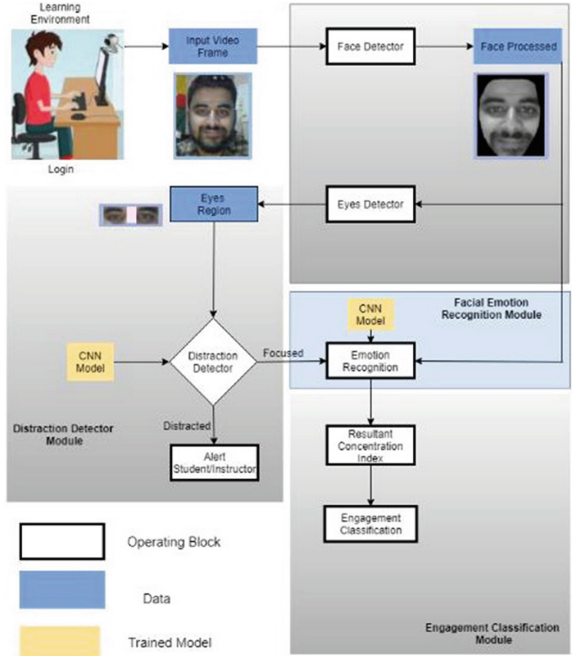 Learning
Environment
Login
Input Video
Frame
Face Detector
Face Processed
Eyes
Region
Eyes Detector
CNN
Model
Facial Emotion
Recognition Module
CNN
Model
Distraction
Detector
Focused
Emotion
Recognition
Distracted
Distraction Detector
Module
Alert
Student/Instructor
Resultant
Concentration
Index
Engagement
Classification
Operating Block
Data
Trained Model
Engagement Classification
Module